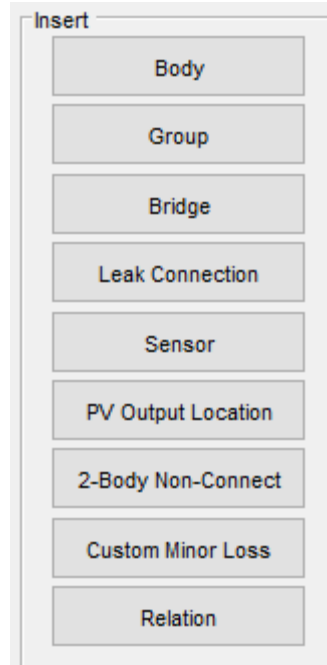 Insert
Body
Group
Bridge
Leak Connection
Sensor
PV Output Location
2-Body Non-Connect
Custom Minor Loss
Relation